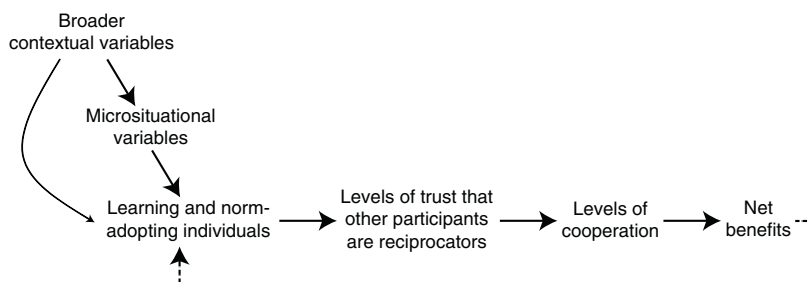 Broader
contextual variables
Microsituational
variables
Learning and norm-
adopting individuals
Levels of trust that
other participants
are reciprocators
Levels of
cooperation
Net
benefits